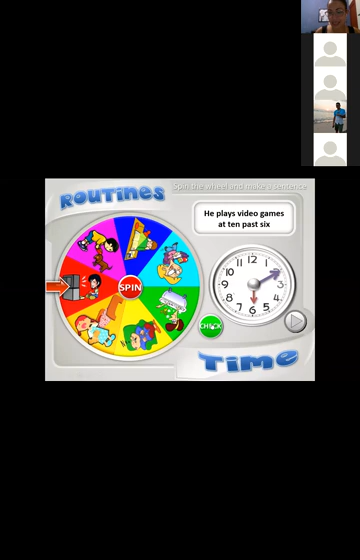 ROUTINES
Spin the wheel and make a sentence
He plays video games
at ten past six
SPIN
CHECK
12
1
2
3
4
5
6
7
8
9
10
11
TIME